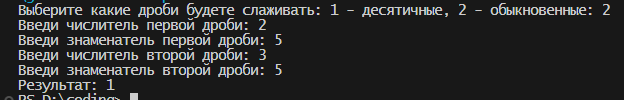 Выберите какие дроби будете слаживать: 1 - десятичные, 2 - обыкновенные: 2
Введи числитель первой дроби: 2
Введи знаменатель первой дроби: 5
Введи числитель второй дроби: 3
Введи знаменатель второй дроби: 5
Результат: 1
PS D:\coding>